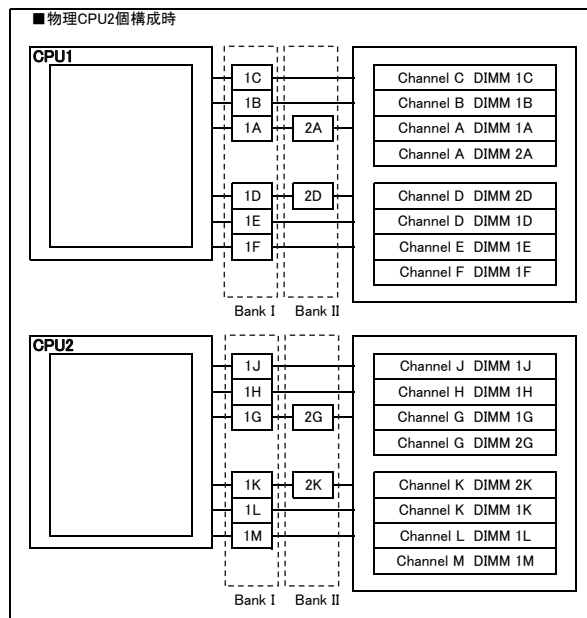 ■物理CPU2個構成時
CPU1
1C
1B
1A
2A
1D
2D
1E
1F
Bank I
Bank II
Channel C DIMM 1C
Channel B DIMM 1B
Channel A DIMM 1A
Channel A DIMM 2A
Channel D DIMM 2D
Channel D DIMM 1D
Channel E DIMM 1E
Channel F DIMM 1F
CPU2
1J
1H
1G
2G
1K
2K
1L
1M
Bank I
Bank II
Channel J DIMM 1J
Channel H DIMM 1H
Channel G DIMM 1G
Channel G DIMM 2G
Channel K DIMM 2K
Channel K DIMM 1K
Channel L DIMM 1L
Channel M DIMM 1M